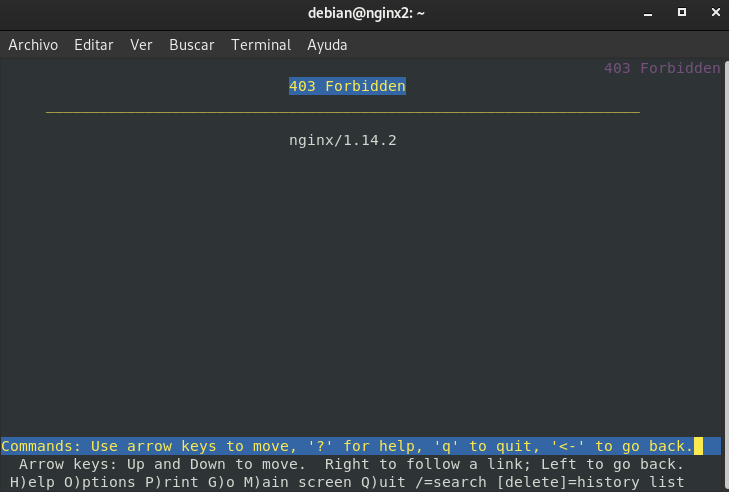 debian@nginx2: ~
Archivo Editar Ver Buscar Terminal Ayuda
403 Forbidden
403 Forbidden
nginx/1.14.2
Commands: Use arrow keys to move, '?' for help, 'q' to quit, '<-' to go back.
Arrow keys: Up and Down to move.  Right to follow a link; Left to go back.
H)elp O)ptions P)rint G)o M)ain screen Q)uit /=search [delete]=history list